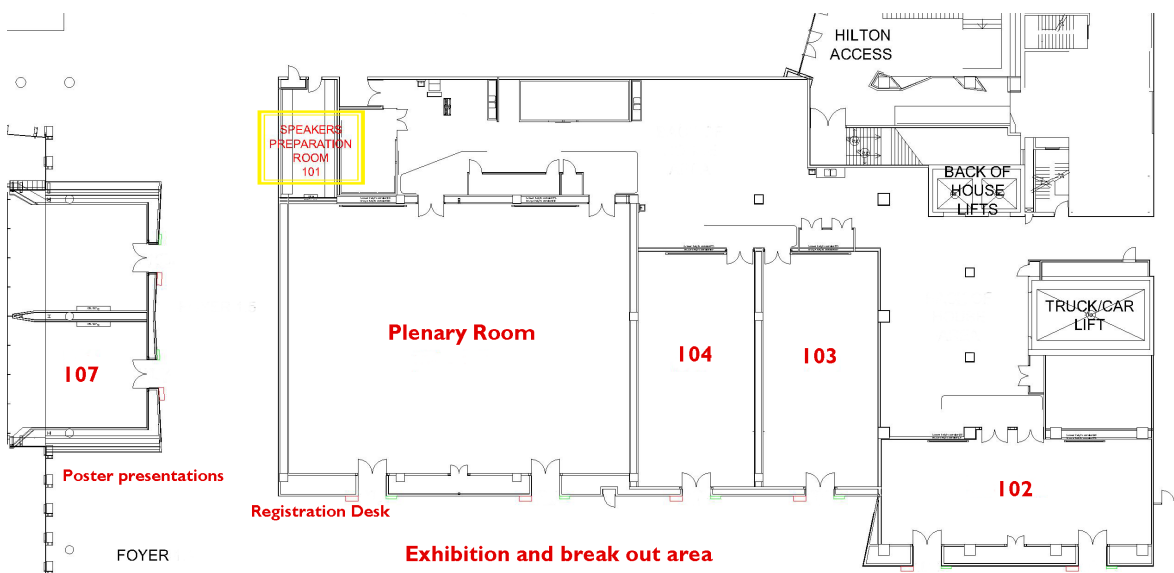 HILTON
ACCESS
SPEAKERS
PREPARATION
ROOM
101
BACK OF
HOUSE
LIFTS
TRUCK/CAR
LIFT
Plenary Room
104
103
107
102
Poster presentations
Registration Desk
Exhibition and break out area
FOYER